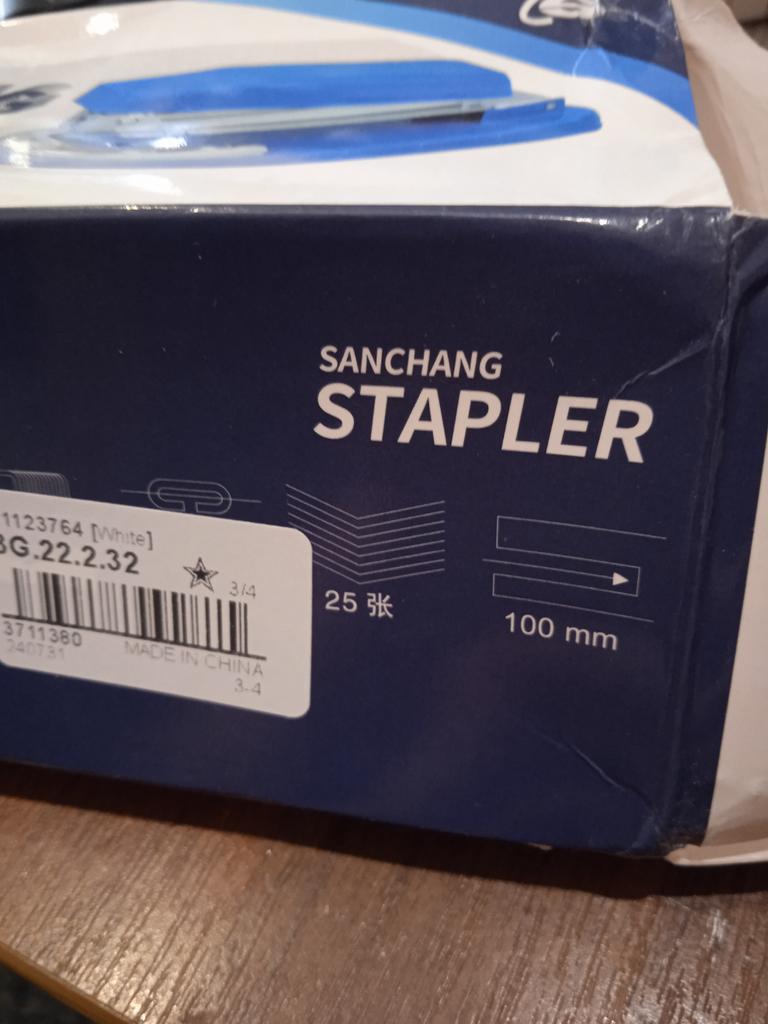 SANCHANG
STAPLER
1123764 [White]
BG.22.2.32
3/4
3711380
240731
MADE IN CHINA
3-4
25 张
100 mm